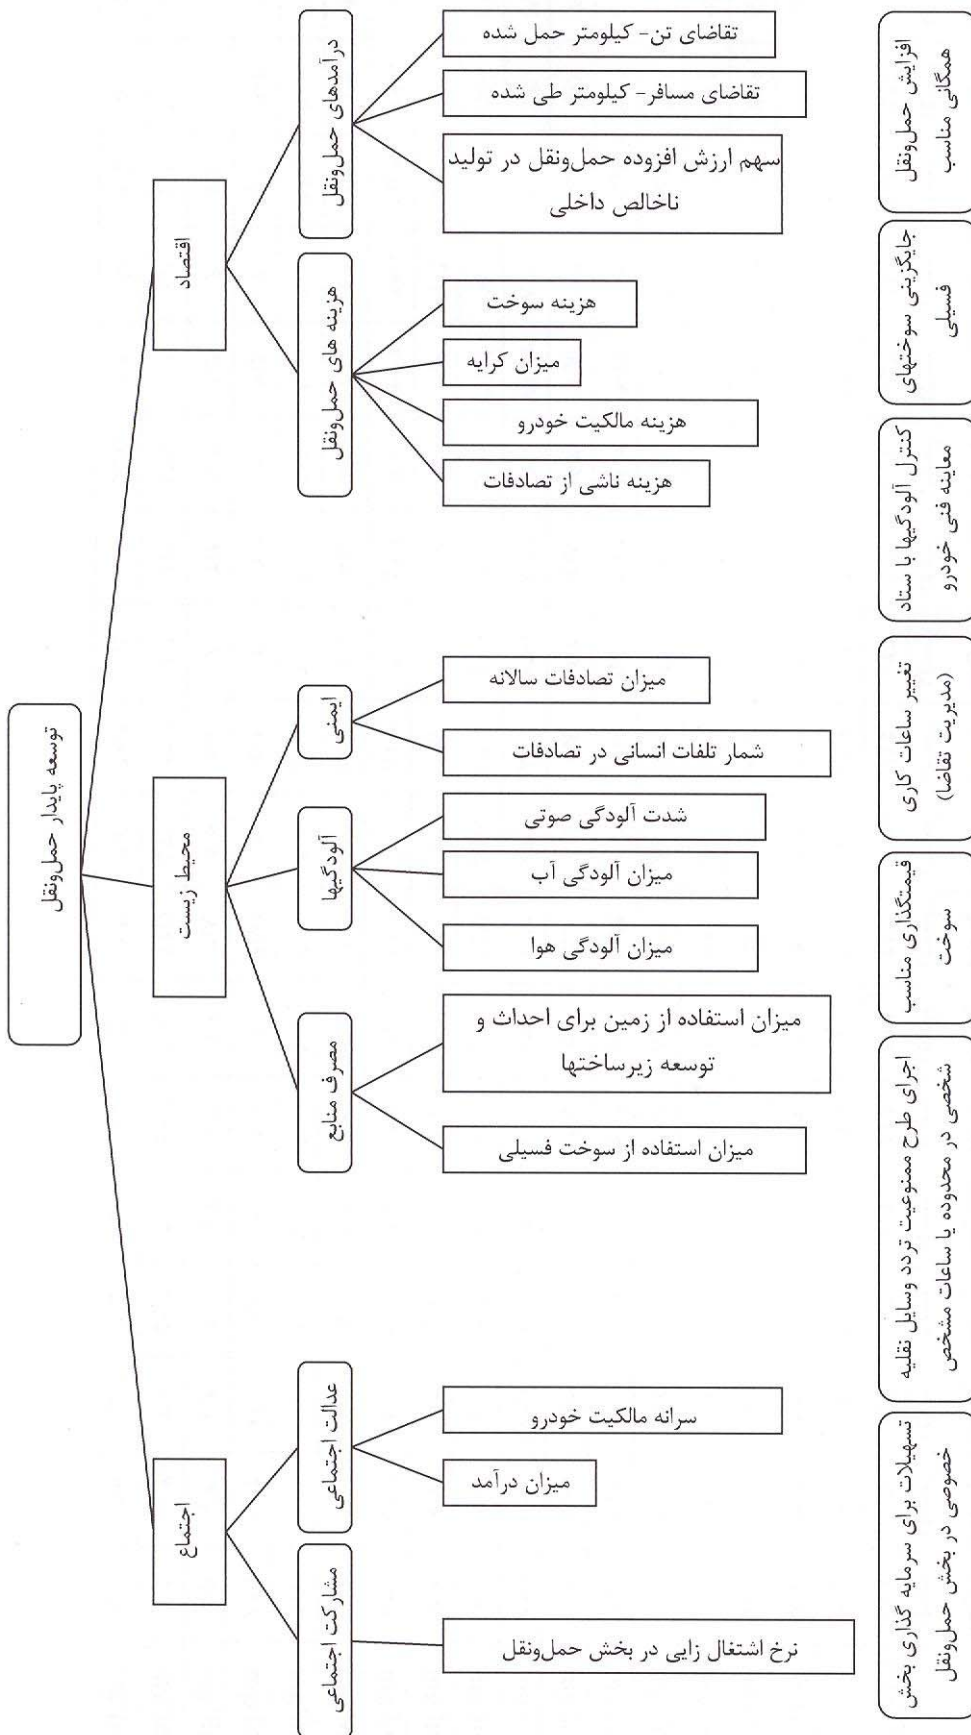 توسعه پایدار حمل‌ونقل
اقتصاد
محیط زیست
اجتماع
درآمدهای حمل‌ونقل
هزینه های حمل‌ونقل
ایمنی
آلودگیها
مصرف منابع
عدالت اجتماعی
مشارکت اجتماعی
تقاضای تن- کیلومتر حمل شده
تقاضای مسافر- کیلومتر طی شده
سهم ارزش افزوده حمل‌ونقل در تولید
ناخالص داخلی
هزینه سوخت
میزان کرایه
هزینه مالکیت خودرو
هزینه ناشی از تصادفات
میزان تصادفات سالانه
شمار تلفات انسانی در تصادفات
شدت آلودگی صوتی
میزان آلودگی آب
میزان آلودگی هوا
میزان استفاده از زمین برای احداث و
توسعه زیرساختها
میزان استفاده از سوخت فسیلی
سرانه مالکیت خودرو
میزان درآمد
نرخ اشتغال زایی در بخش حمل‌ونقل
افزایش حمل‌ونقل
همگانی مناسب
جایگزینی سوختهای
فسیلی
کنترل آلودگیها با ستاد
معاینه فنی خودرو
تغییر ساعات کاری
(مدیریت تقاضا)
قیمتگذاری مناسب
سوخت
اجرای طرح ممنوعیت تردد وسایل نقلیه
شخصی در محدوده یا ساعات مشخص
تسهیلات برای سرمایه گذاری بخش
خصوصی در بخش حمل‌ونقل